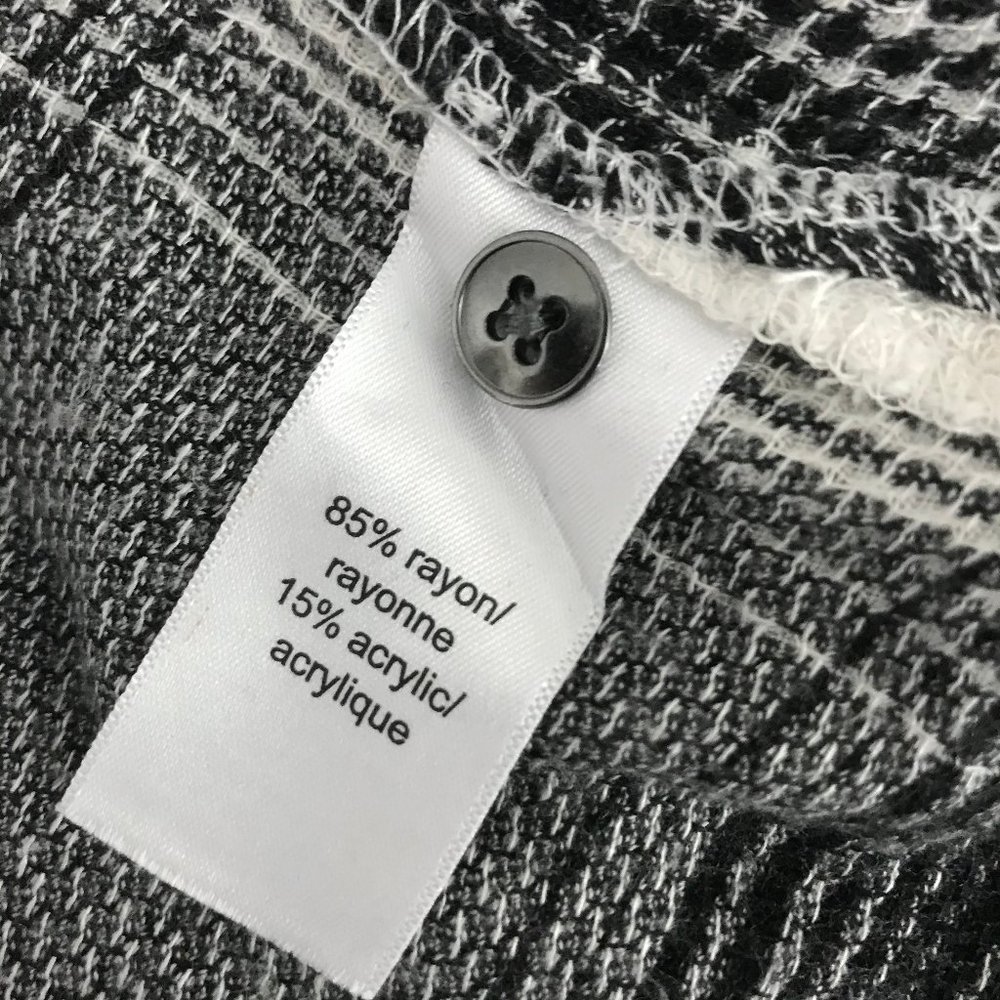 85% rayon/
rayonne
15% acrylic/
acrylique